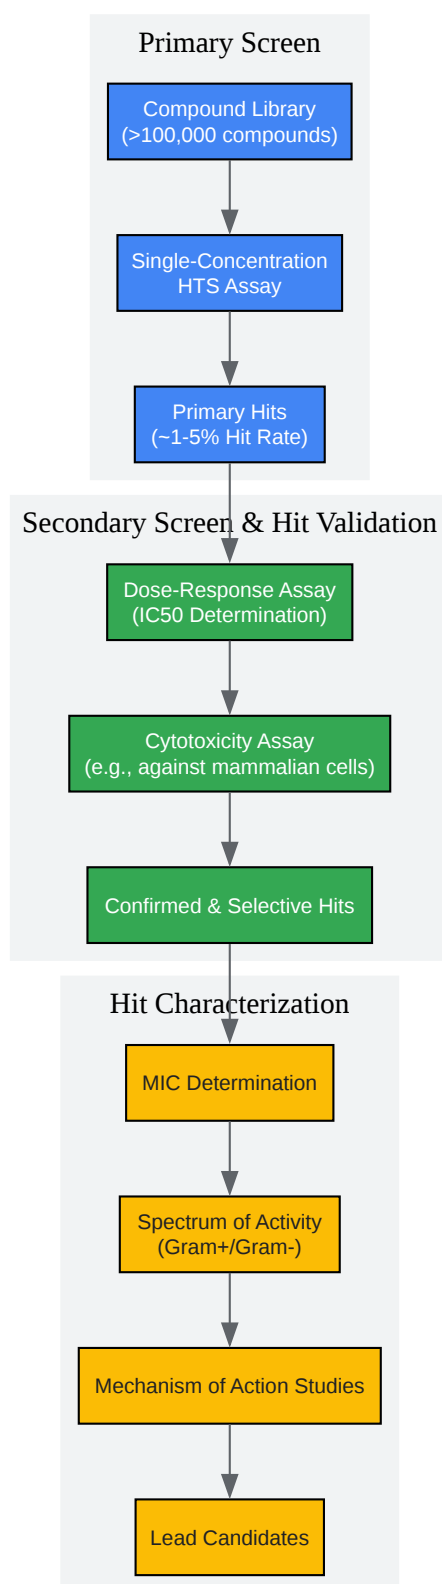 Primary Screen
Compound Library
(>100,000 compounds)
Single-Concentration
HTS Assay
Primary Hits
(~1-5% Hit Rate)
Secondary Screen & Hit Validation
Dose-Response Assay
(IC50 Determination)
Cytotoxicity Assay
(e.g., against mammalian cells)
Confirmed & Selective Hits
Hit Characterization
MIC Determination
Spectrum of Activity
(Gram+/Gram-)
Mechanism of Action Studies
Lead Candidates